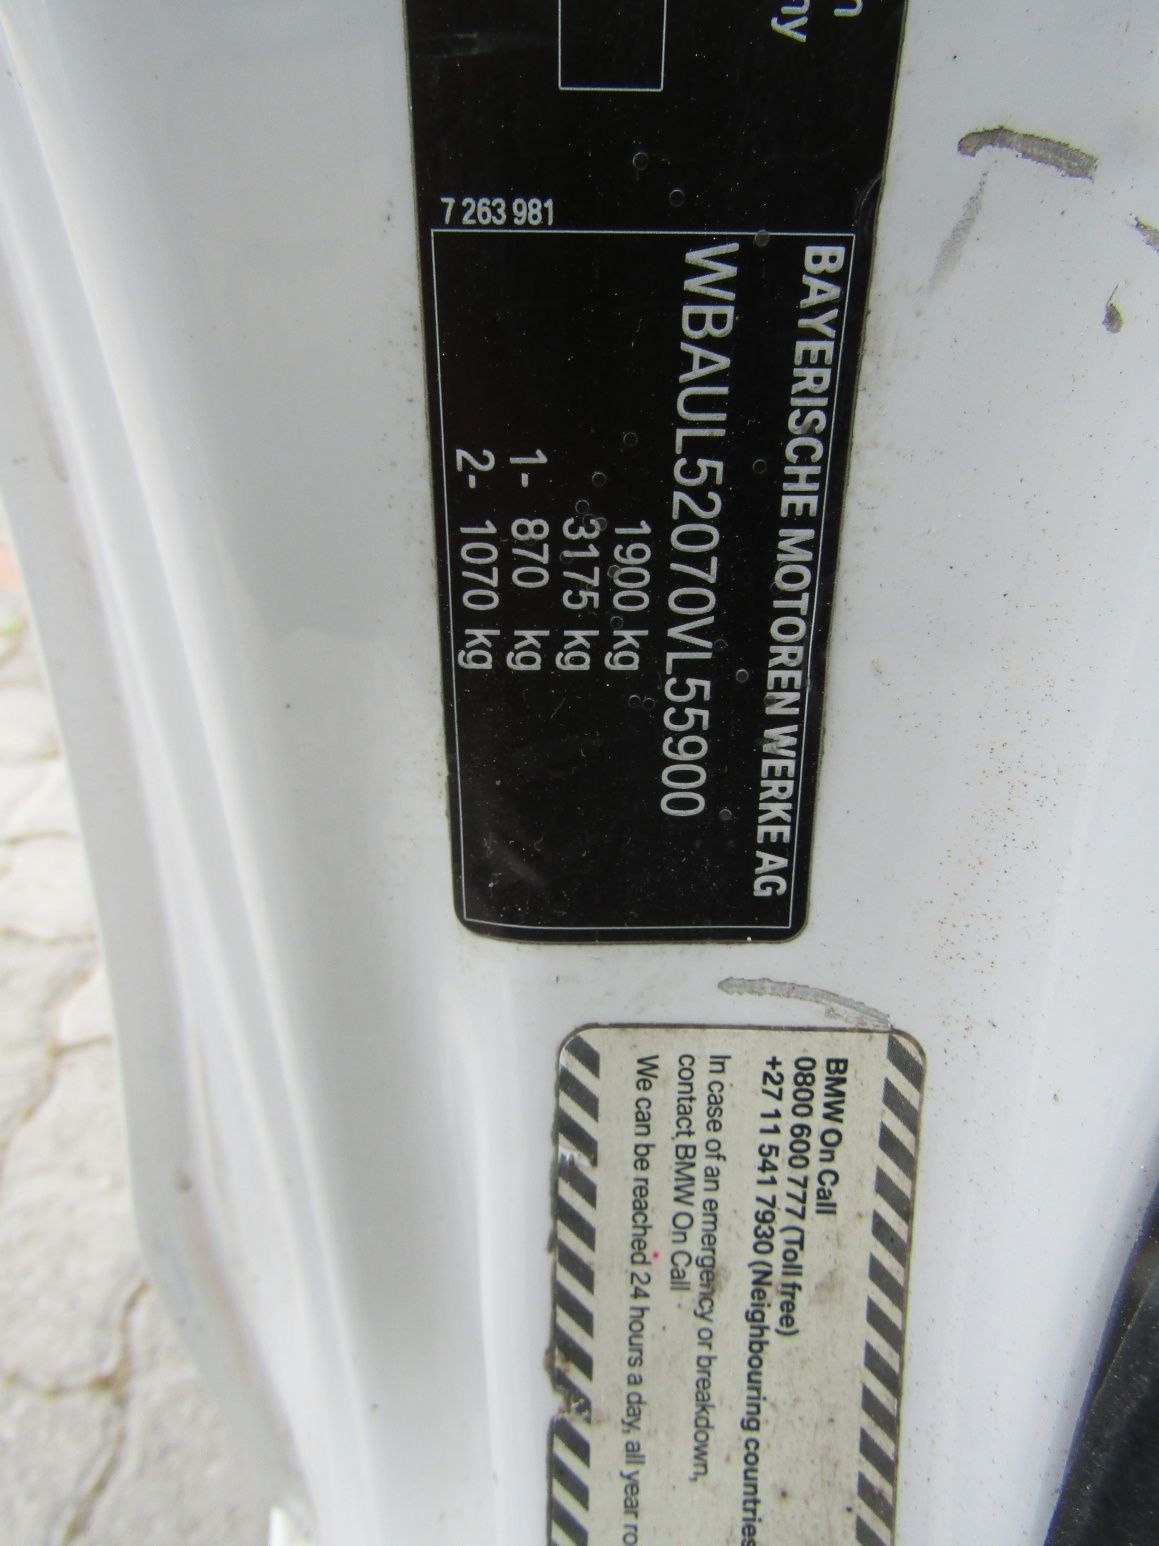 7 263 981
BAYERISCHE MOTOREN WERKE AG
WBAUL52070VL55900
1900 kg
3175 kg
1- 870 kg
2- 1070 kg
BMW On Call
0800 600 777 (Toll free)
+27 11 541 7930 (Neighbouring countries
In case of an emergency or breakdown,
contact BMW On Call
We can be reached 24 hours a day, all year